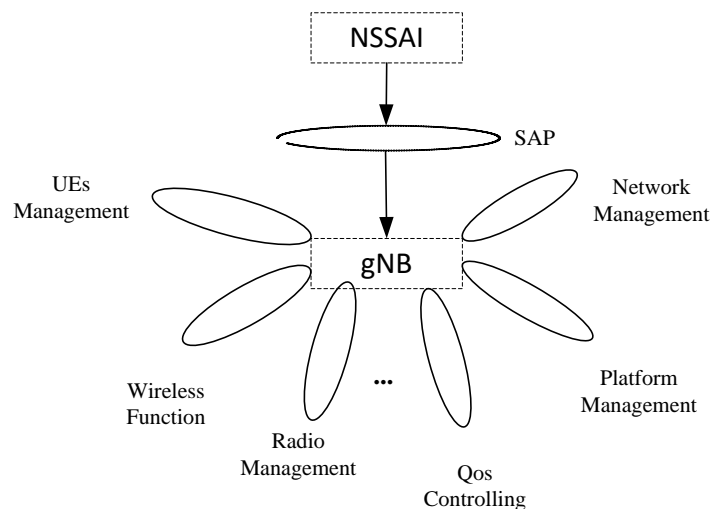 NSSAI
SAP
UEs
Management
Network
Management
gNB
Wireless
Function
Radio
Management
...
Qos
Controlling
Platform
Management